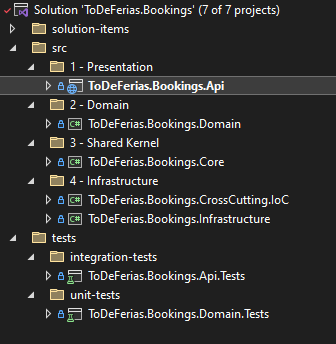 Solution 'ToDeFerias.Bookings' (7 of 7 projects)
solution-items
src
1 - Presentation
ToDeFerias.Bookings.Api
2 - Domain
C# ToDeFerias.Bookings.Domain
3 - Shared Kernel
C# ToDeFerias.Bookings.Core
4 - Infrastructure
C# ToDeFerias.Bookings.CrossCutting.IoC
C# ToDeFerias.Bookings.Infrastructure
tests
integration-tests
ToDeFerias.Bookings.Api.Tests
unit-tests
ToDeFerias.Bookings.Domain.Tests